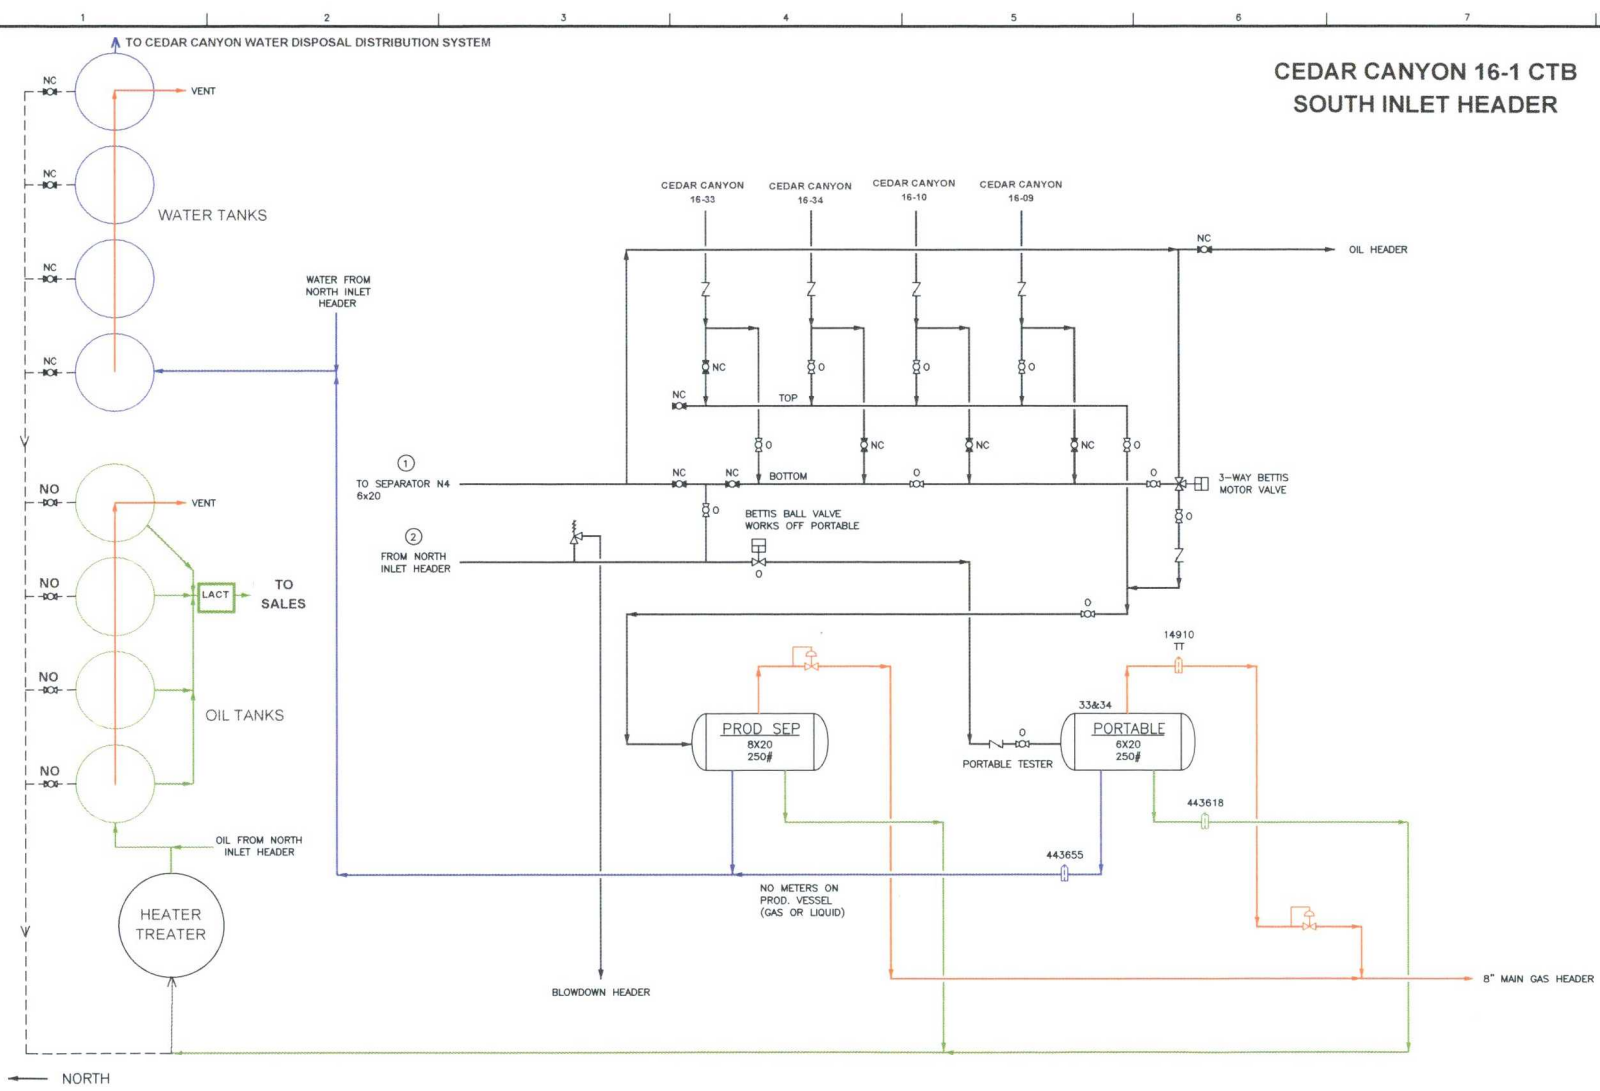 1 2 3 4 5 6 7
TO CEDAR CANYON WATER DISPOSAL DISTRIBUTION SYSTEM
CEDAR CANYON 16-1 CTB
SOUTH INLET HEADER
NC
VENT
NC
WATER TANKS
NC
NC
WATER FROM
NORTH INLET
HEADER
CEDAR CANYON
16-33
CEDAR CANYON
16-34
CEDAR CANYON
16-10
CEDAR CANYON
16-09
NC
OIL HEADER
NC
O
O
O
NC
TOP
O
NC
NC
NC
O
1
TO SEPARATOR N4
6x20
NC
NC
BOTTOM
O
O
3-WAY BETTIS
MOTOR VALVE
O
O
BETTIS BALL VALVE
WORKS OFF PORTABLE
2
FROM NORTH
INLET HEADER
O
O
NO
VENT
NO
LACT
TO
SALES
NO
OIL TANKS
NO
14910
TT
33&34
PROD SEP
8X20
250#
O
PORTABLE TESTER
PORTABLE
6X20
250#
443618
OIL FROM NORTH
INLET HEADER
443655
NO METERS ON
PROD. VESSEL
(GAS OR LIQUID)
HEATER
TREATER
BLOWDOWN HEADER
8" MAIN GAS HEADER
NORTH